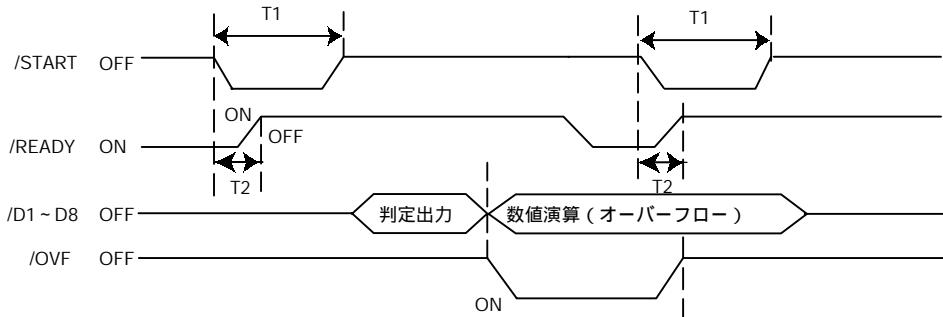 T1 T1
/START OFF
ON
OFF
/READY ON
T2 T2
/D1～D8 OFF 判定出力 数値演算（オーバーフロー）
/OVF OFF
ON